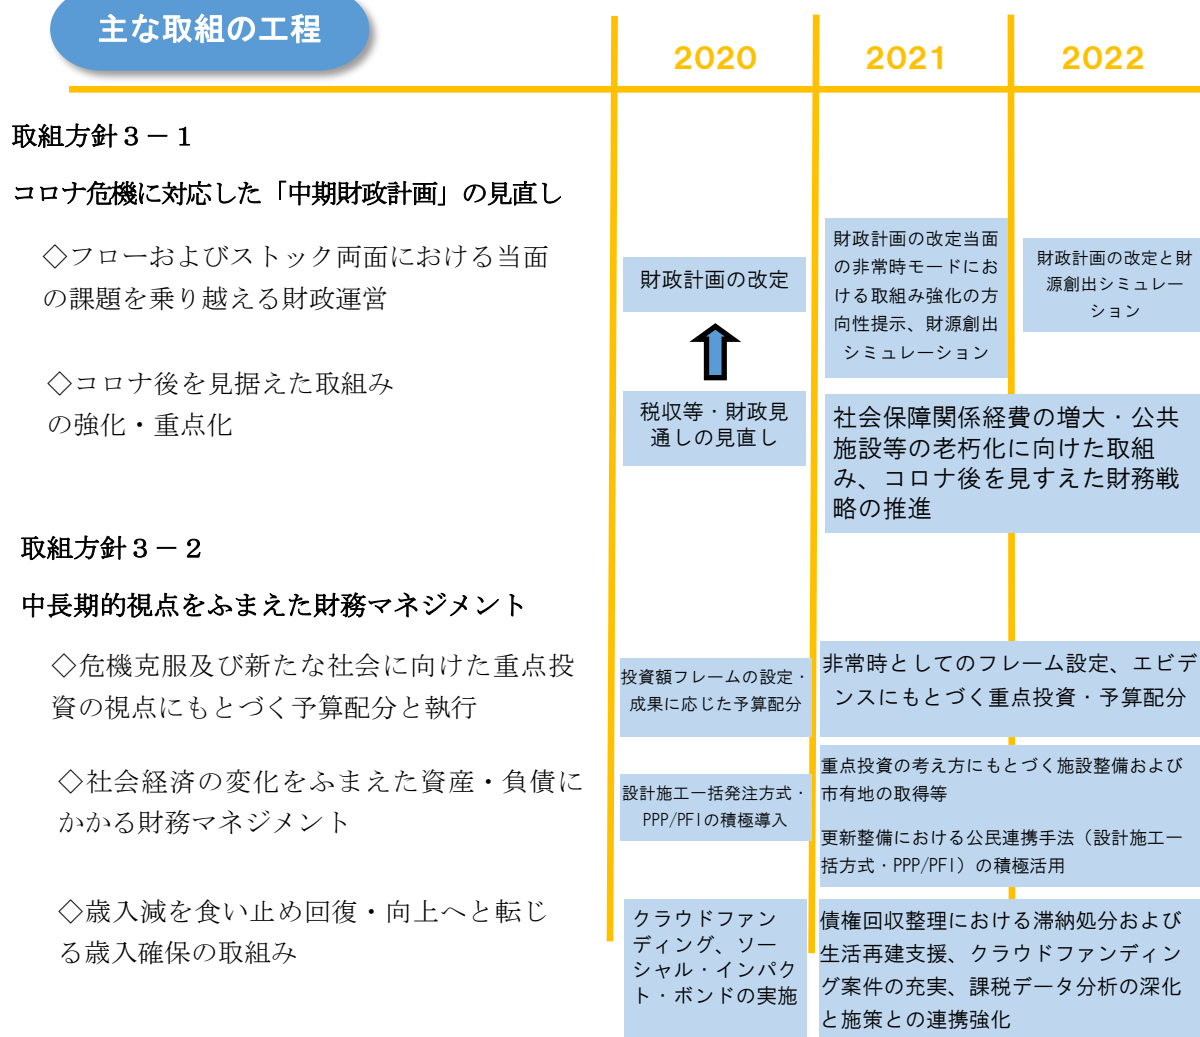 主な取組の工程
2020
2021
2022
取組方針３－１
コロナ危機に対応した「中期財政計画」の見直し
◇フローおよびストック両面における当面
の課題を乗り越える財政運営
財政計画の改定
財政計画の改定当面
の非常時モードにお
ける取組み強化の方
向性提示、財源創出
シミュレーション
財政計画の改定と財
源創出シミュレー
ション
◇コロナ後を見据えた取組み
の強化・重点化
税収等・財政見
通しの見直し
社会保障関係経費の増大・公共
施設等の老朽化に向けた取組
み、コロナ後を見すえた財務戦
略の推進
取組方針３－２
中長期的視点をふまえた財務マネジメント
◇危機克服及び新たな社会に向けた重点投
資の視点にもとづく予算配分と執行
投資額フレームの設定・
成果に応じた予算配分
非常時としてのフレーム設定、エビデ
ンスにもとづく重点投資・予算配分
◇社会経済の変化をふまえた資産・負債に
かかる財務マネジメント
設計施工一括発注方式・
PPP/PFIの積極導入
重点投資の考え方にもとづく施設整備および
市有地の取得等
更新整備における公民連携手法（設計施工一
括方式・PPP/PFI）の積極活用
◇歳入減を食い止め回復・向上へと転じ
る歳入確保の取組み
クラウドファン
ディング、ソー
シャル・インパク
ト・ボンドの実施
債権回収整理における滞納処分および
生活再建支援、クラウドファンディン
グ案件の充実、課税データ分析の深化
と施策との連携強化